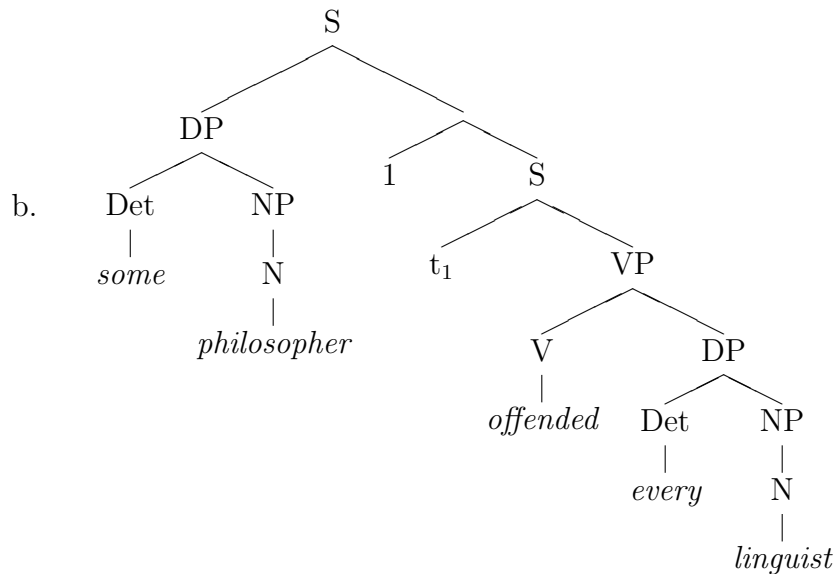 S
DP
1 S
b. Det NP
some N t₁ VP
philosopher V DP
offended Det NP
every N
linguist